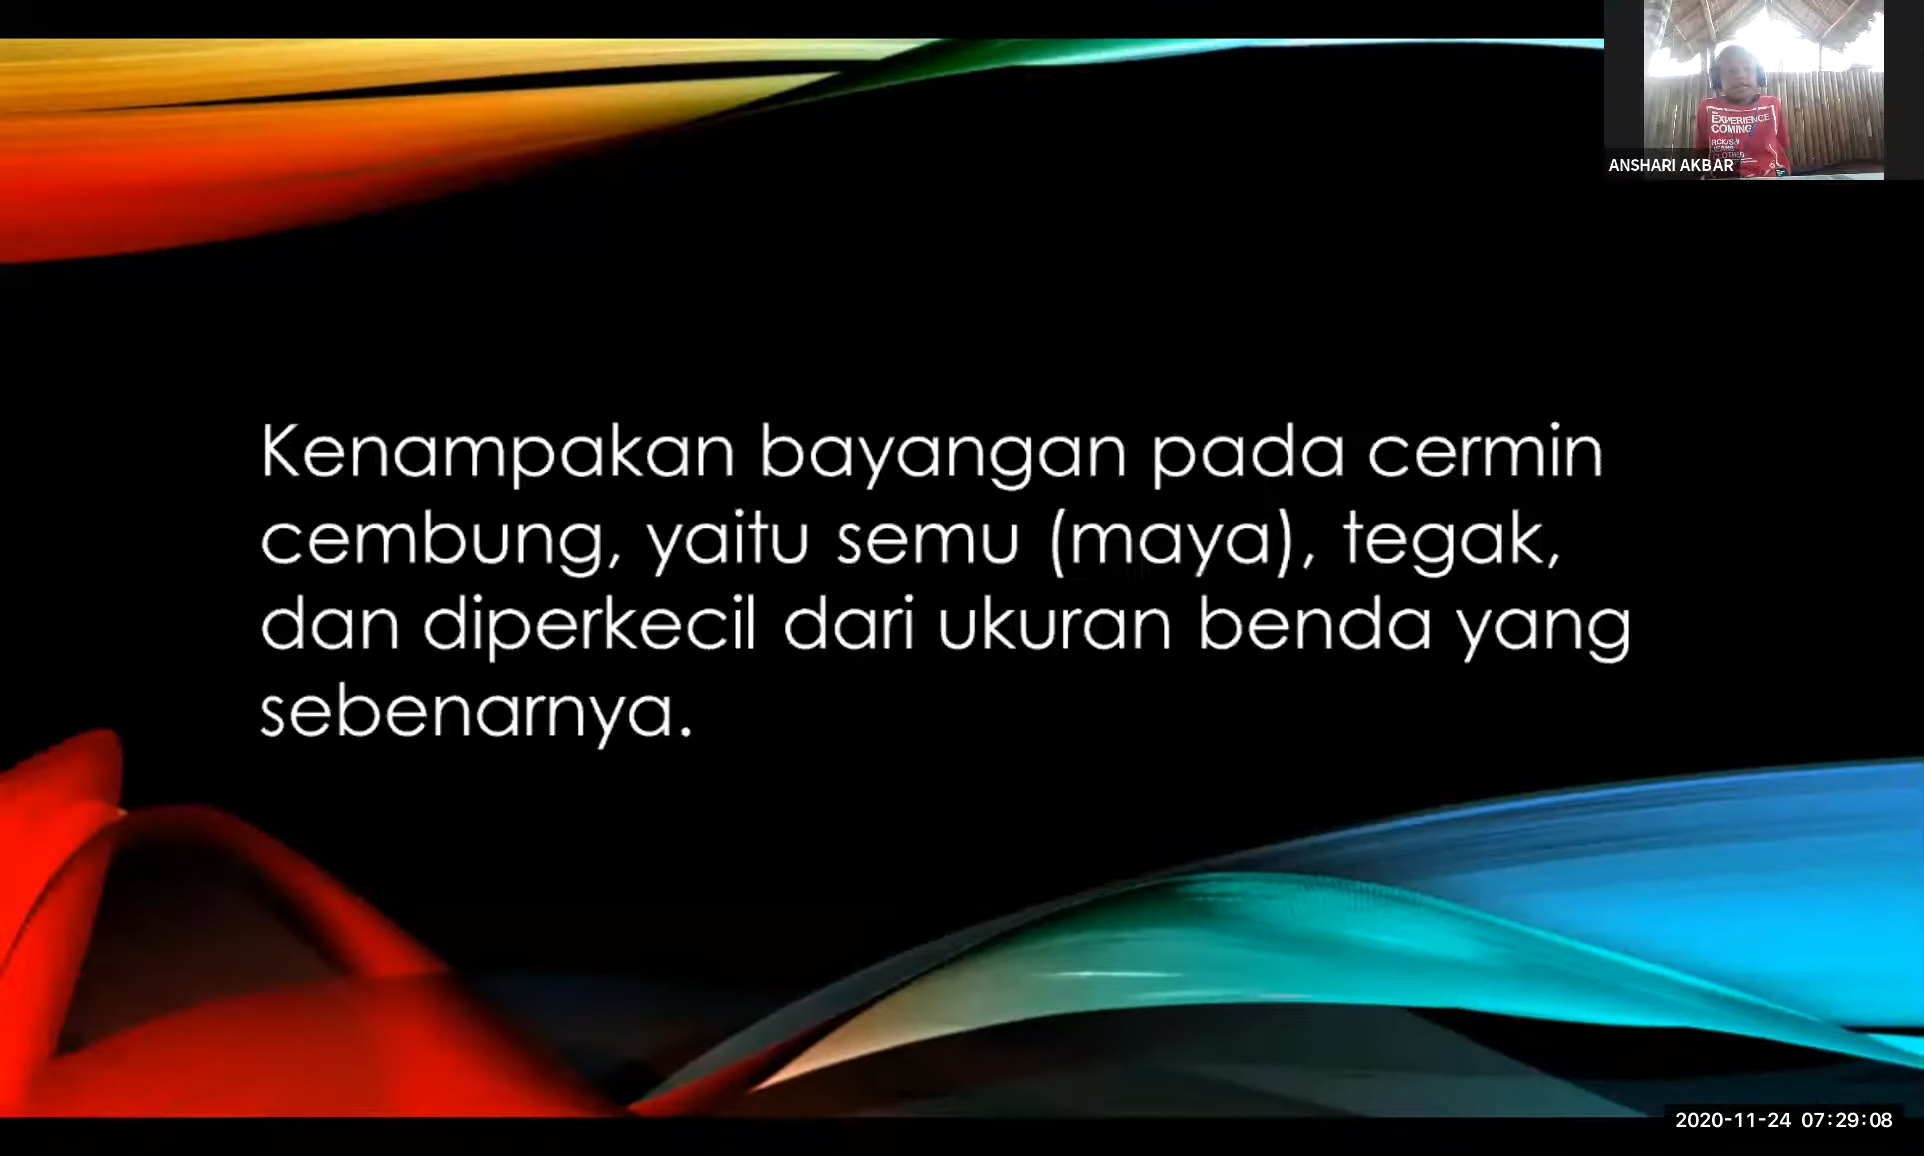 EXPERIENCE
COMING
ANSHARI AKBAR
Kenampakan bayangan pada cermin
cembung, yaitu semu (maya), tegak,
dan diperkecil dari ukuran benda yang
sebenarnya.
2020-11-24 07:29:08